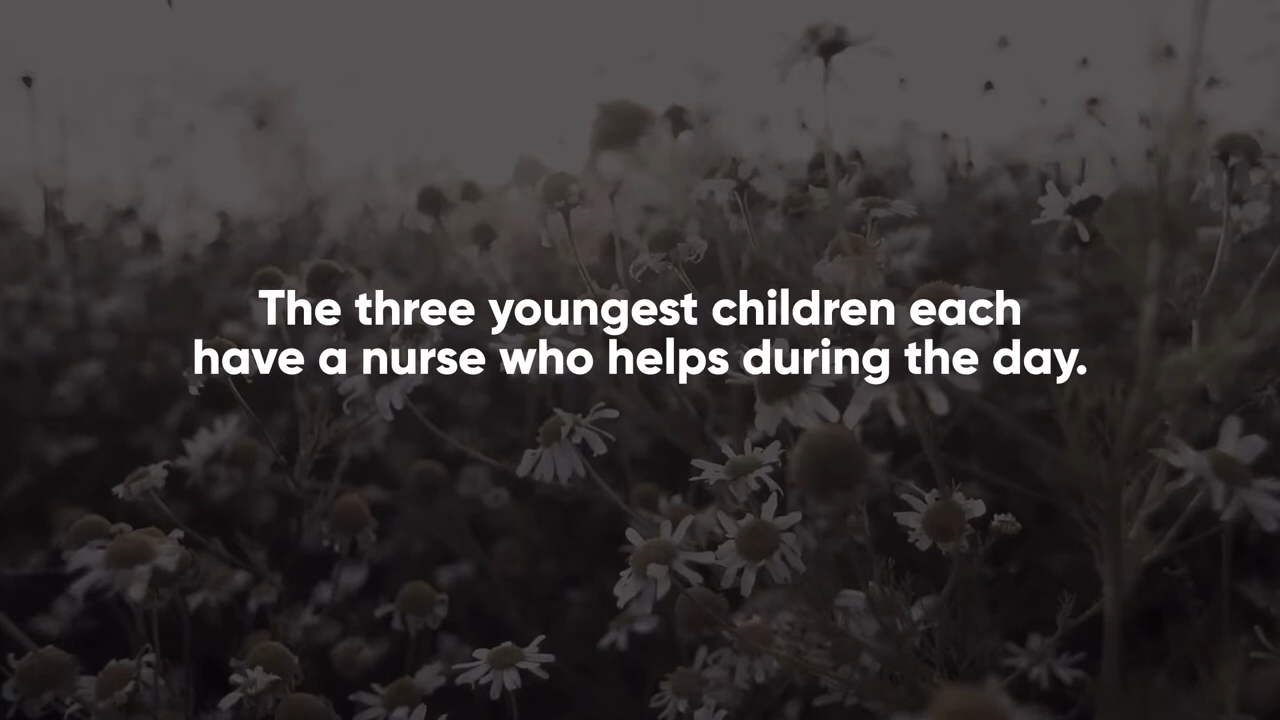 The three youngest children each
have a nurse who helps during the day.